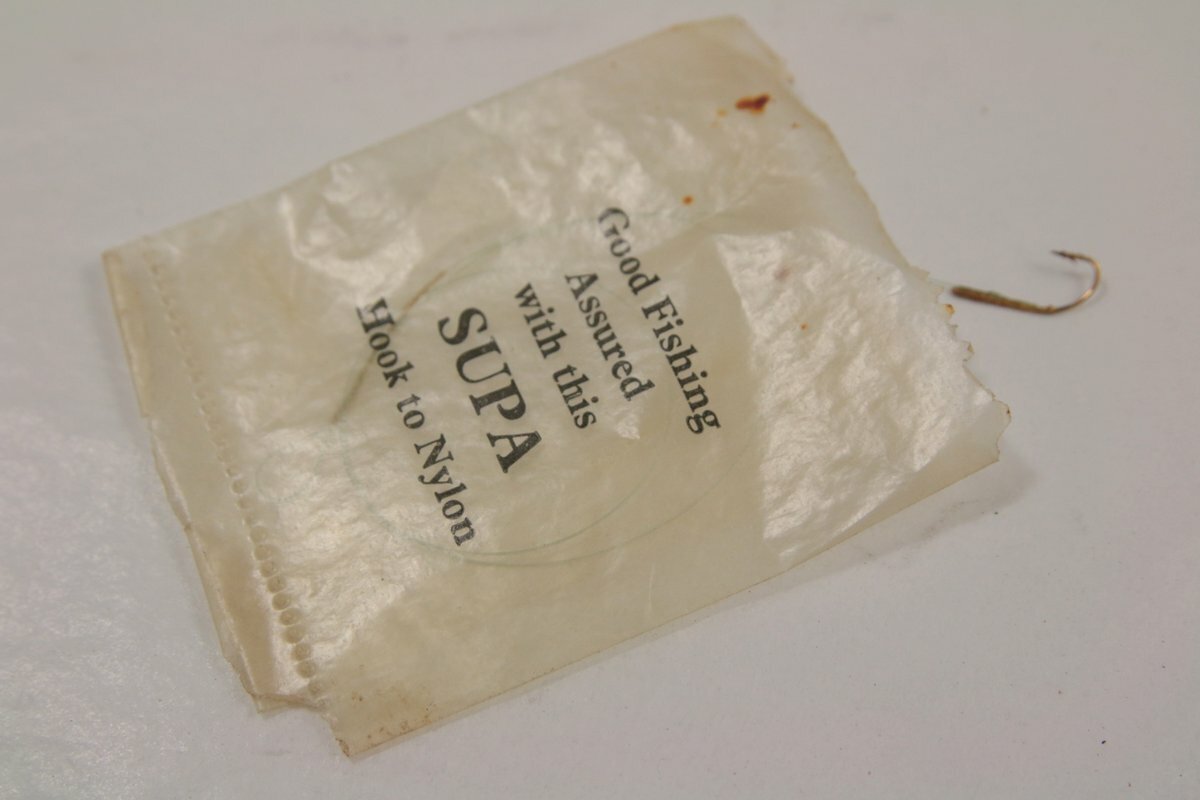 Good Fishing
Assured
with this
SUPA
Hook to Nylon